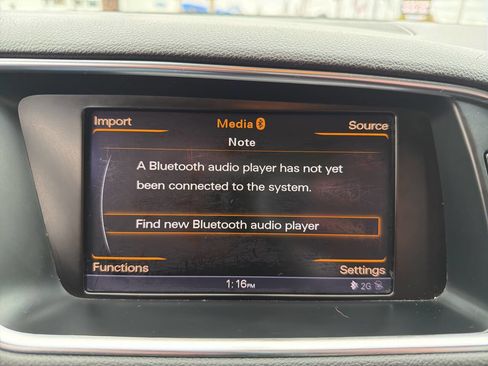 Import
Media
Source
Note
A Bluetooth audio player has not yet
been connected to the system.
Find new Bluetooth audio player
Functions
Settings
1:16PM
2G